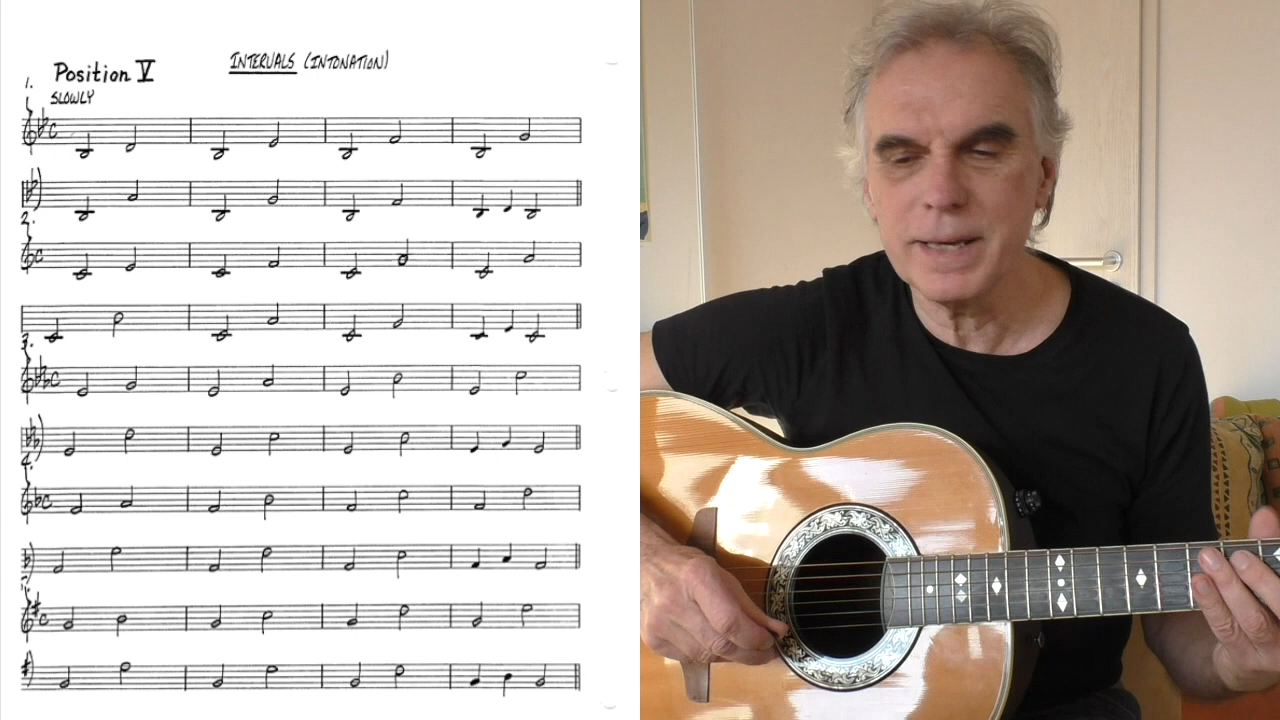 INTERVALS (INTONATION)
Position V
1.
SLOWLY
2.
3.
4.